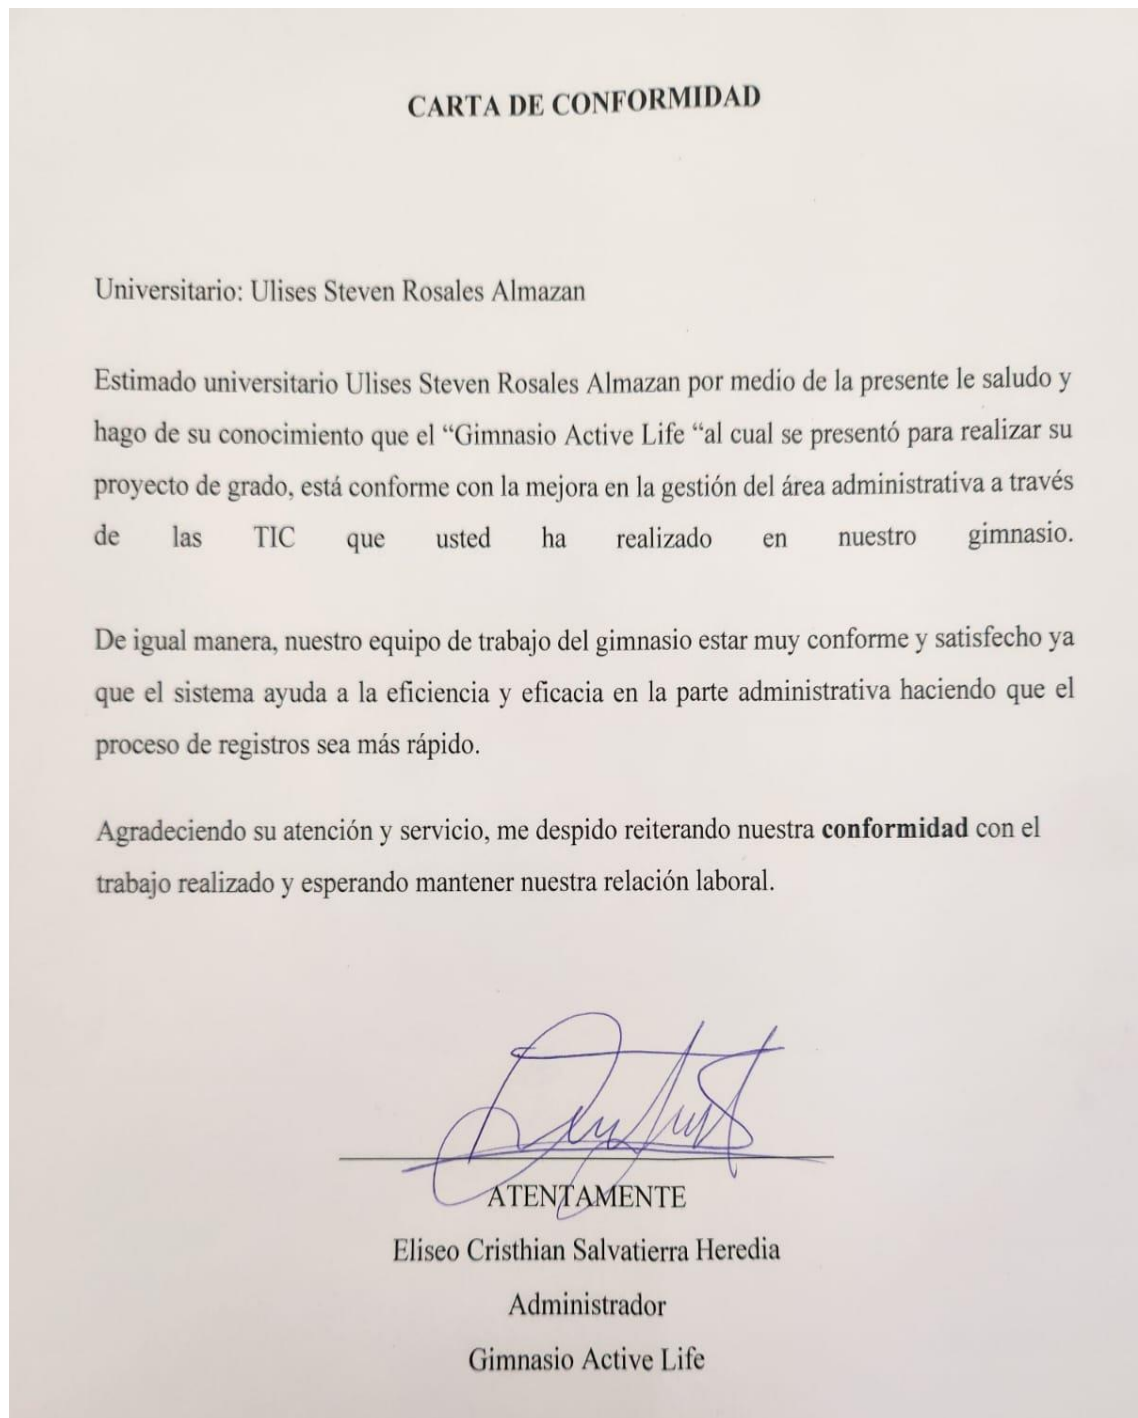 CARTA DE CONFORMIDAD
Universitario: Ulises Steven Rosales Almazan
Estimado universitario Ulises Steven Rosales Almazan por medio de la presente le saludo y
hago de su conocimiento que el “Gimnasio Active Life “al cual se presentó para realizar su
proyecto de grado, está conforme con la mejora en la gestión del área administrativa a través
de las TIC que usted ha realizado en nuestro gimnasio.
De igual manera, nuestro equipo de trabajo del gimnasio estar muy conforme y satisfecho ya
que el sistema ayuda a la eficiencia y eficacia en la parte administrativa haciendo que el
proceso de registros sea más rápido.
Agradeciendo su atención y servicio, me despido reiterando nuestra conformidad con el
trabajo realizado y esperando mantener nuestra relación laboral.
ATENTAMENTE
Eliseo Cristhian Salvatierra Heredia
Administrador
Gimnasio Active Life